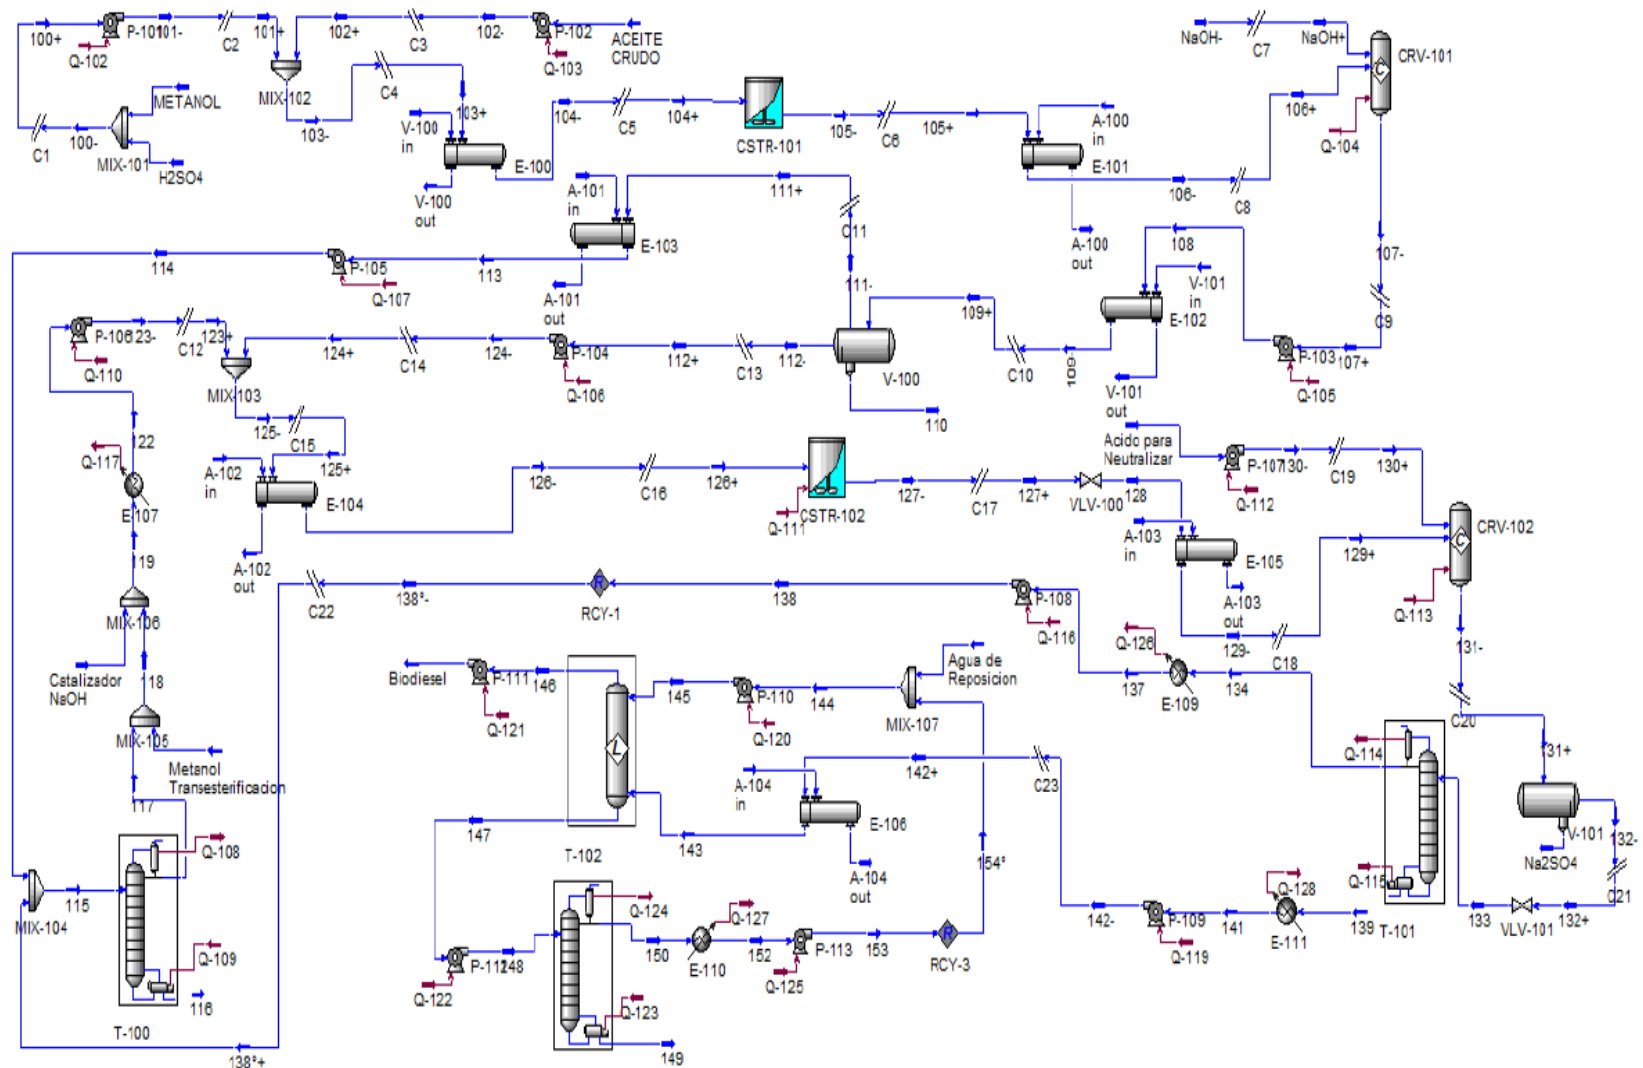 100+
P-101
101-
C2
101+
102+
C3
102-
P-102
ACEITE
CRUDO
Q-102
Q-103
MIX-102
METANOL
C1
100-
MIX-101
H2SO4
103-
C4
103+
V-100
in
E-100
V-100
out
104-
C5
104+
CSTR-101
105-
C6
105+
A-100
in
E-101
A-100
out
106-
C8
106+
NaOH-
C7
NaOH+
CRV-101
Q-104
107-
C9
107+
P-103
Q-105
108
V-101
in
E-102
V-101
out
109-
C10
109+
V-100
110
111-
C11
111+
A-101
in
E-103
A-101
out
113
P-105
Q-107
114
112-
C13
112+
P-104
Q-106
124-
C14
124+
P-106
123-
C12
123+
Q-110
MIX-103
125-
C15
125+
A-102
in
E-104
A-102
out
122
Q-117
E-107
119
MIX-106
Catalizador
NaOH
118
MIX-105
Metanol
Transesterificacion
117
126-
C16
126+
CSTR-102
Q-111
127-
C17
127+
VLV-100
128
A-103
in
E-105
A-103
out
129-
C18
129+
Acido para
Neutralizar
P-107
130-
C19
130+
Q-112
CRV-102
Q-113
131-
C20
131+
V-101
Na2SO4
132-
C21
132+
VLV-101
133
T-101
Q-114
Q-115
134
E-109
Q-126
137
P-108
Q-116
138
RCY-1
138°-
C22
138°+
139
E-111
Q-128
141
P-109
Q-119
142-
C23
142+
A-104
in
E-106
A-104
out
143
Agua de
Reposicion
MIX-107
144
P-110
Q-120
145
T-102
146
P-111
Q-121
Biodiesel
147
P-112
148
Q-122
Q-124
Q-123
149
150
E-110
Q-127
152
P-113
Q-125
153
RCY-3
154°
MIX-104
115
Q-108
Q-109
116
T-100